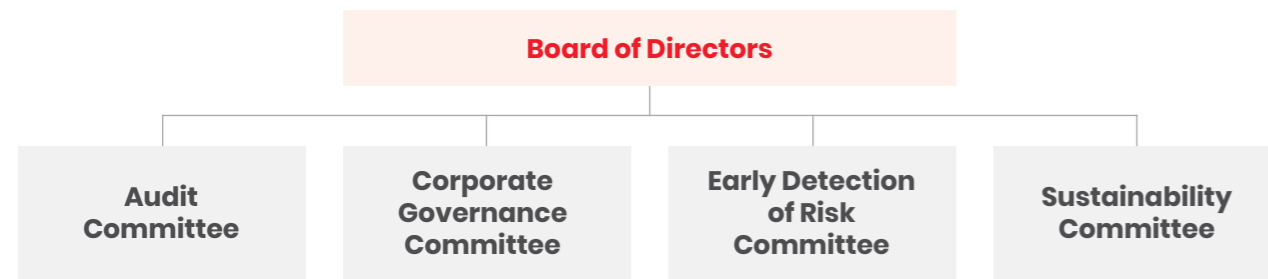 Board of Directors
Audit
Committee
Corporate
Governance
Committee
Early Detection
of Risk
Committee
Sustainability
Committee